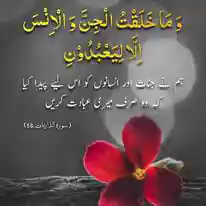 وَمَا خَلَقْتُ الْجِنَّ وَالْاِنْسَ
اِلَّا لِيَعْبُدُوْنِ
ہم نے جنات اور انسانوں کو اس لیے پیدا کیا
کہ وہ صرف میری عبادت کریں
(سورۃ الذاریات، 56)